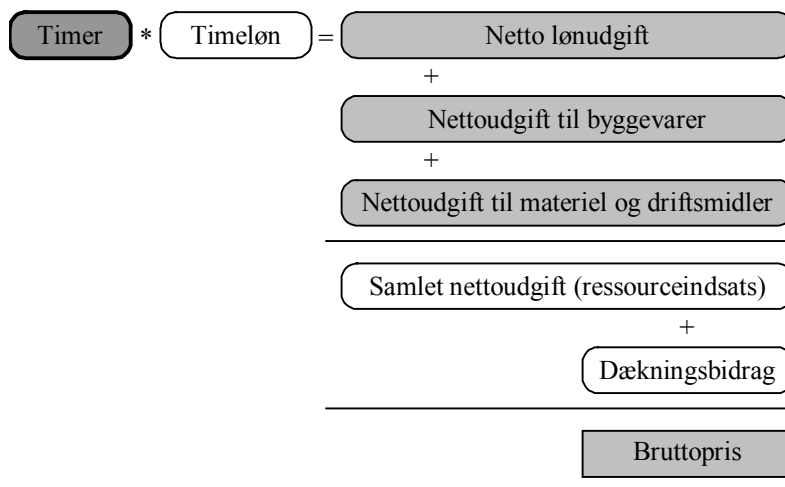 Timer * Timeløn = Netto lønudgift
+
Nettoudgift til byggevarer
+
Nettoudgift til materiel og driftsmidler
Samlet nettoudgift (ressourceindsats)
+
Dækningsbidrag
Bruttopris